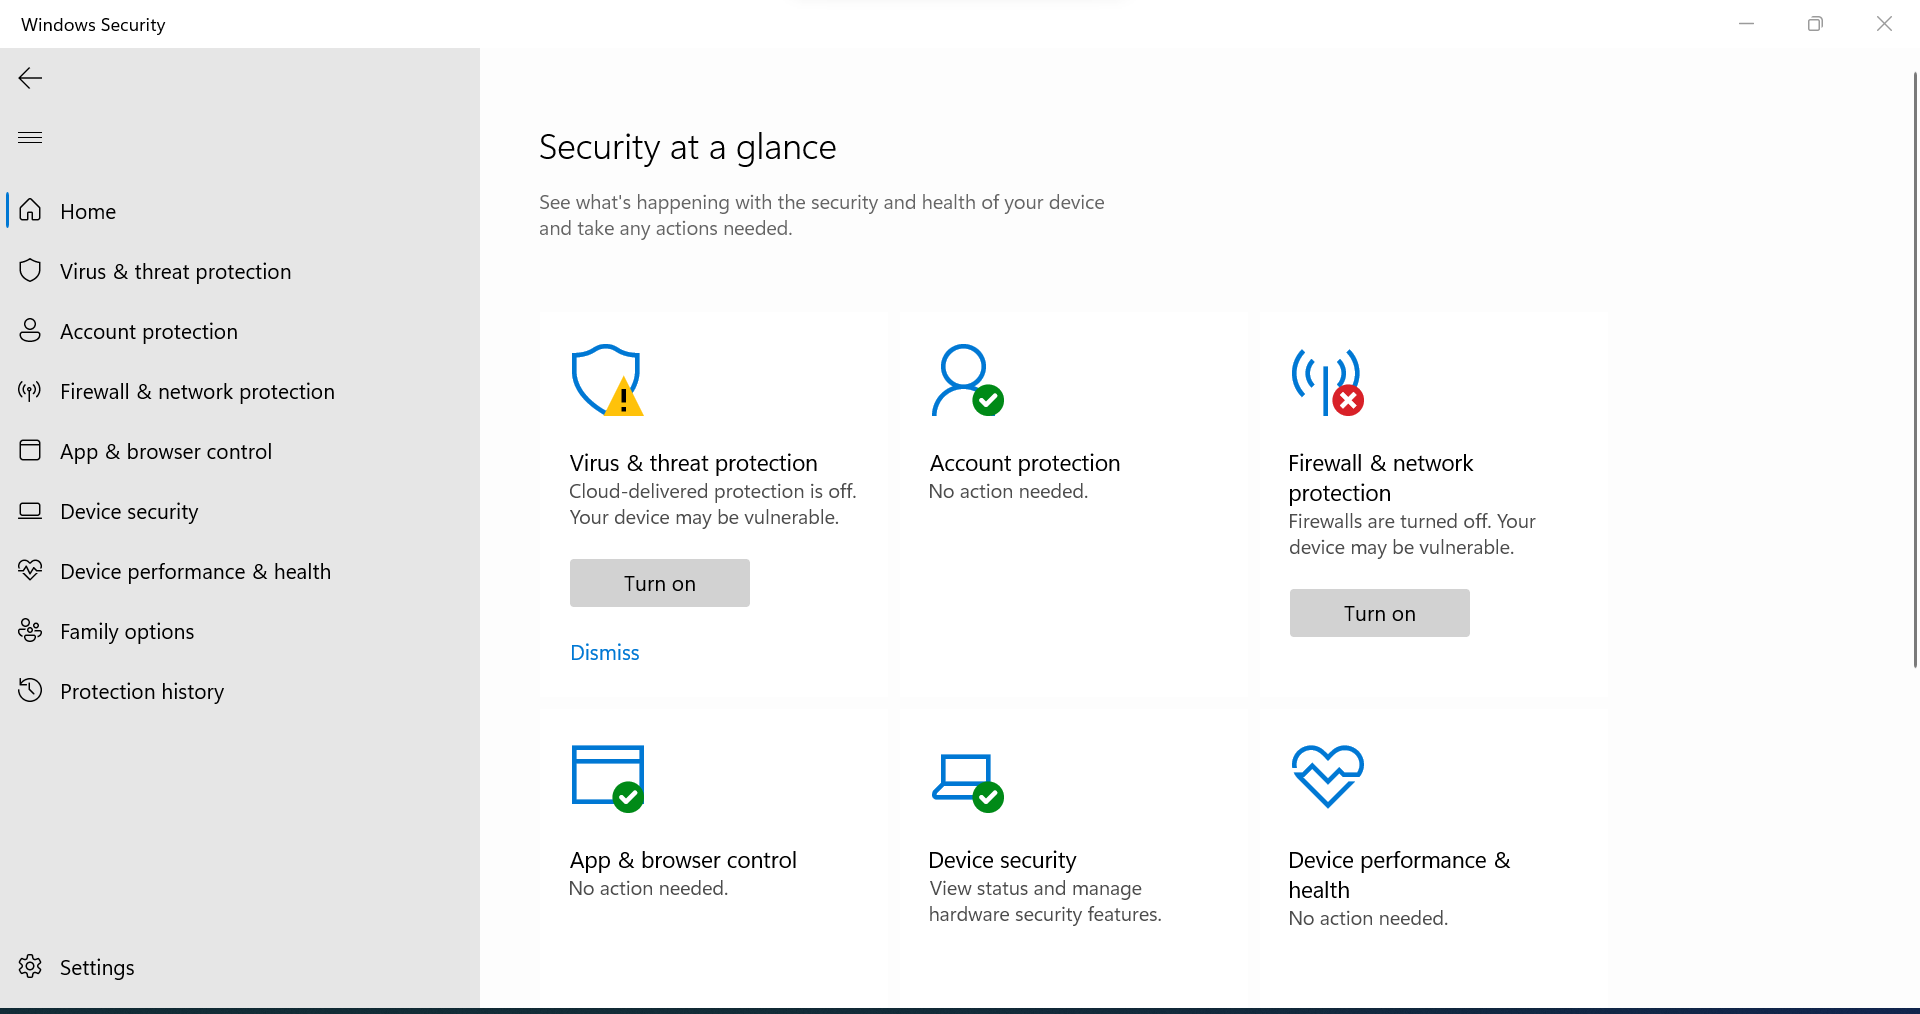 Windows Security
Home
Virus & threat protection
Account protection
Firewall & network protection
App & browser control
Device security
Device performance & health
Family options
Protection history
Settings
Security at a glance
See what's happening with the security and health of your device
and take any actions needed.
Virus & threat protection
Cloud-delivered protection is off.
Your device may be vulnerable.
Turn on
Dismiss
Account protection
No action needed.
Firewall & network
protection
Firewalls are turned off. Your
device may be vulnerable.
Turn on
App & browser control
No action needed.
Device security
View status and manage
hardware security features.
Device performance &
health
No action needed.